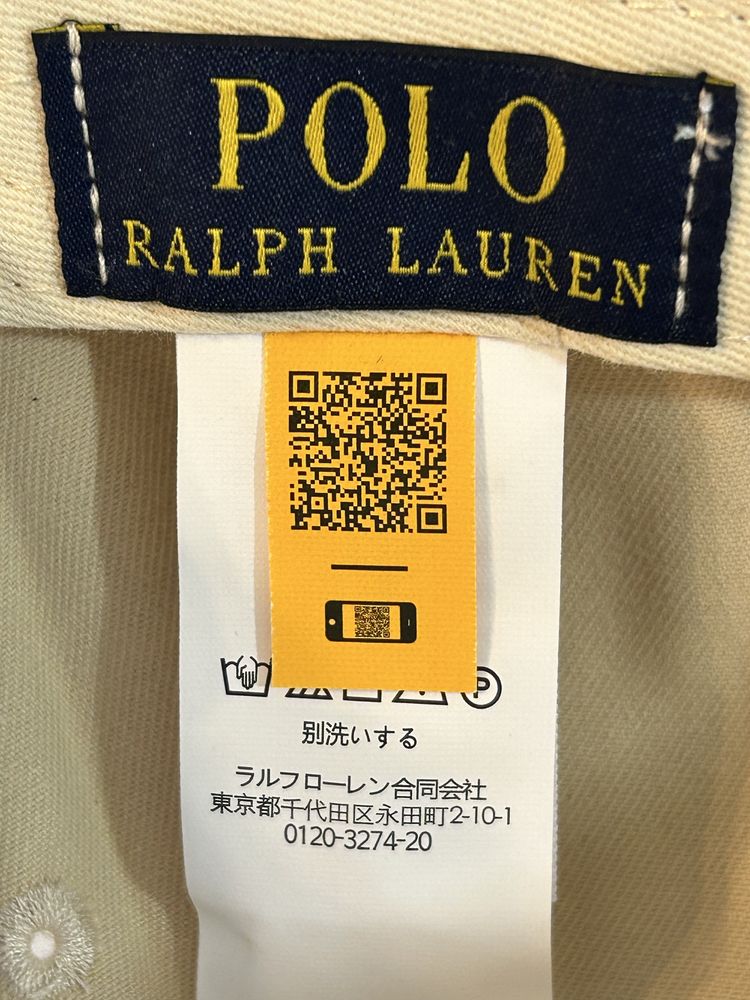 POLO
RALPH LAUREN
P
別洗いする
ラルフローレン合同会社
東京都千代田区永田町2-10-1
0120-3274-20